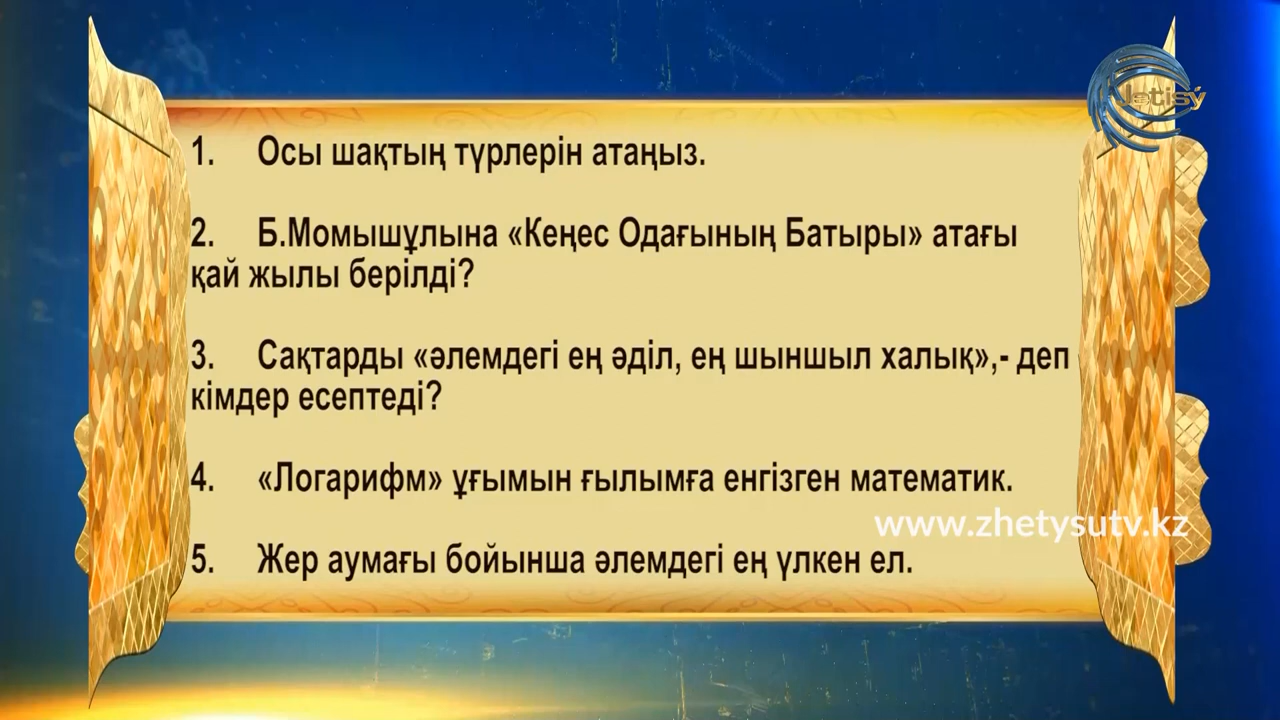 Jetisý
1. Осы шақтың түрлерін атаңыз.
2. Б.Момышұлына «Кеңес Одағының Батыры» атағы
қай жылы берілді?
3. Сақтарды «әлемдегі ең әділ, ең шыншыл халық»,- деп
кімдер есептеді?
4. «Логарифм» ұғымын ғылымға енгізген математик.
www.zhetysutv.kz
5. Жер аумағы бойынша әлемдегі ең үлкен ел.